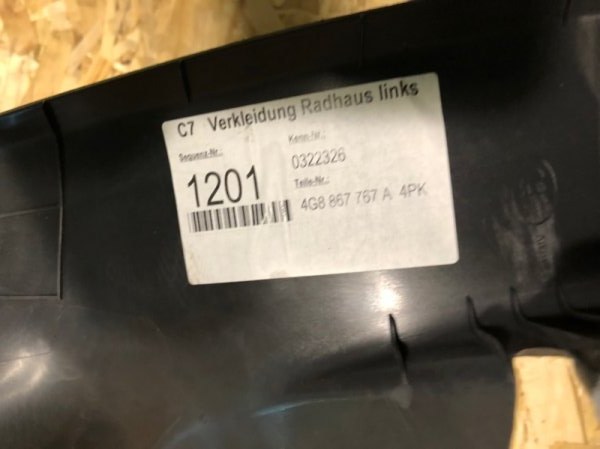 C7 Verkleidung Radhaus links
Sequenz-Nr.:
1201
Kenn-Nr.:
0322326
Teile-Nr.:
4G8 867 767 A 4PK